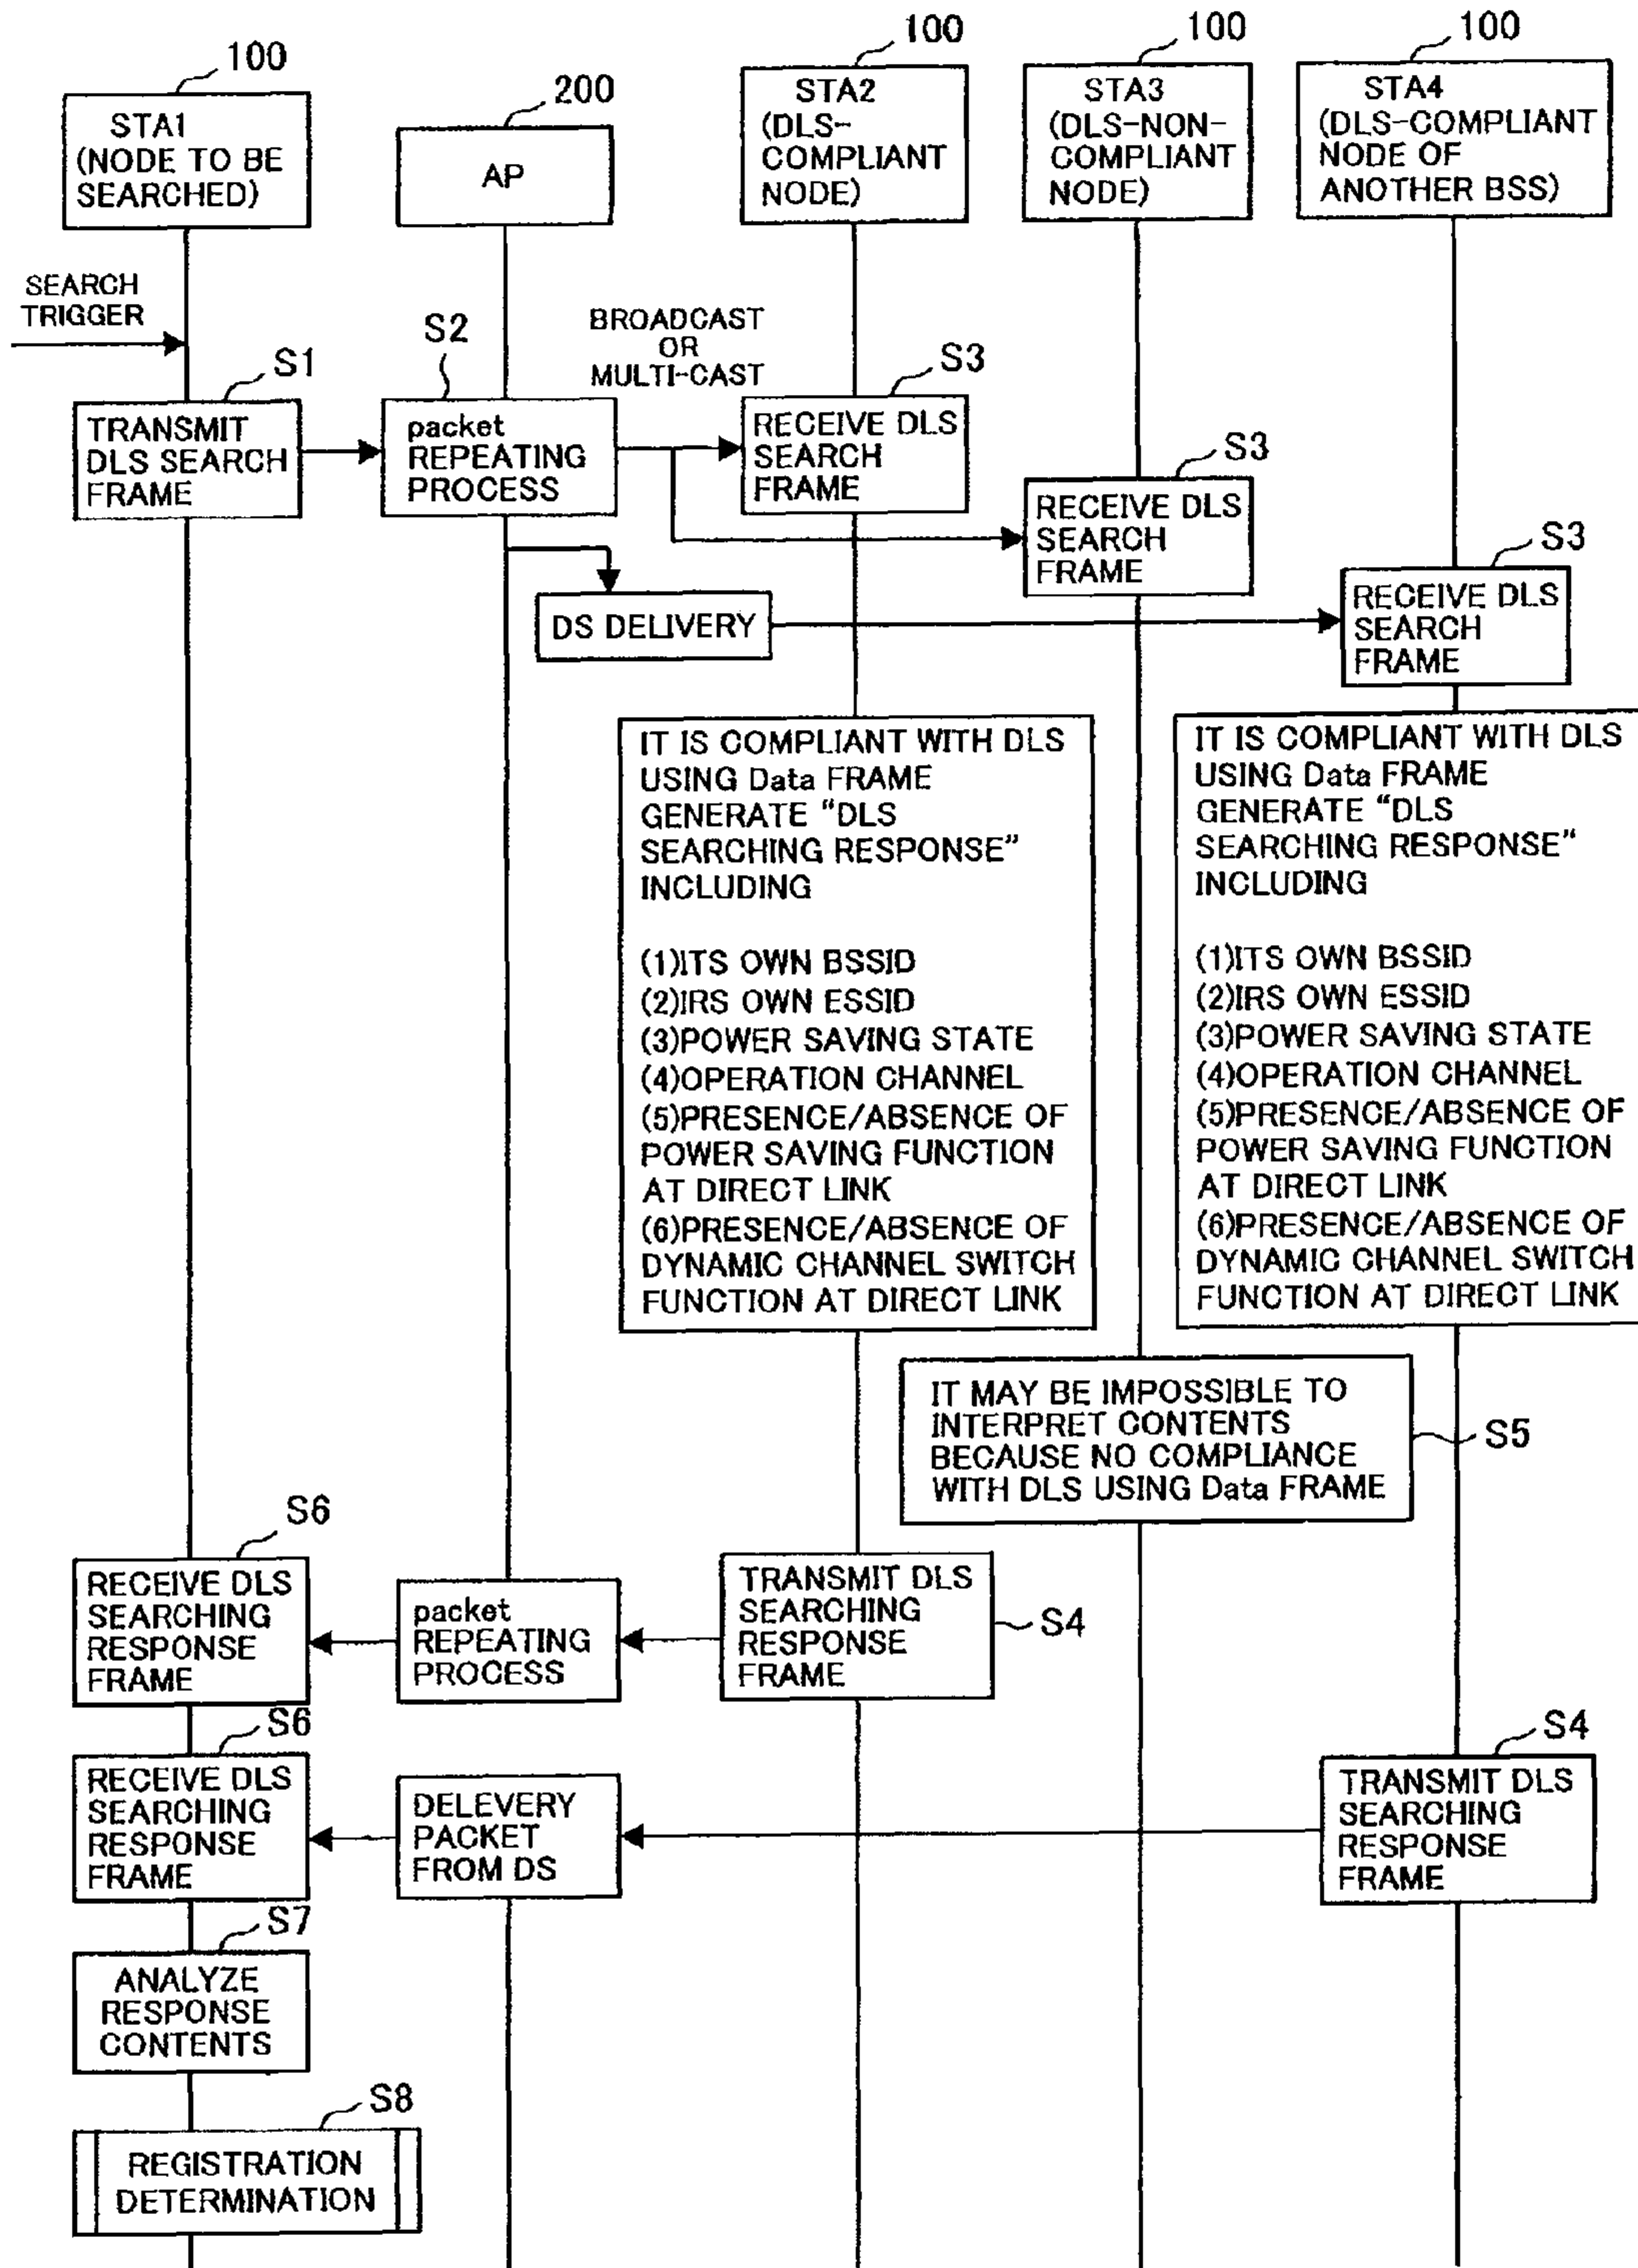 100
STA1
(NODE TO BE
SEARCHED)
200
AP
100
STA2
(DLS-
COMPLIANT
NODE)
100
STA3
(DLS-NON-
COMPLIANT
NODE)
100
STA4
(DLS-COMPLIANT
NODE OF
ANOTHER BSS)
SEARCH
TRIGGER
S1
TRANSMIT
DLS SEARCH
FRAME
S2
packet
REPEATING
PROCESS
BROADCAST
OR
MULTI-CAST
S3
RECEIVE DLS
SEARCH
FRAME
S3
RECEIVE DLS
SEARCH
FRAME
DS DELIVERY
S3
RECEIVE DLS
SEARCH
FRAME
IT IS COMPLIANT WITH DLS
USING Data FRAME
GENERATE "DLS
SEARCHING RESPONSE"
INCLUDING
(1)ITS OWN BSSID
(2)IRS OWN ESSID
(3)POWER SAVING STATE
(4)OPERATION CHANNEL
(5)PRESENCE/ABSENCE OF
POWER SAVING FUNCTION
AT DIRECT LINK
(6)PRESENCE/ABSENCE OF
DYNAMIC CHANNEL SWITCH
FUNCTION AT DIRECT LINK
IT IS COMPLIANT WITH DLS
USING Data FRAME
GENERATE "DLS
SEARCHING RESPONSE"
INCLUDING
(1)ITS OWN BSSID
(2)IRS OWN ESSID
(3)POWER SAVING STATE
(4)OPERATION CHANNEL
(5)PRESENCE/ABSENCE OF
POWER SAVING FUNCTION
AT DIRECT LINK
(6)PRESENCE/ABSENCE OF
DYNAMIC CHANNEL SWITCH
FUNCTION AT DIRECT LINK
IT MAY BE IMPOSSIBLE TO
INTERPRET CONTENTS
BECAUSE NO COMPLIANCE
WITH DLS USING Data FRAME
S5
S6
RECEIVE DLS
SEARCHING
RESPONSE
FRAME
packet
REPEATING
PROCESS
TRANSMIT DLS
SEARCHING
RESPONSE
FRAME
S4
S6
RECEIVE DLS
SEARCHING
RESPONSE
FRAME
DELEVERY
PACKET
FROM DS
S4
TRANSMIT DLS
SEARCHING
RESPONSE
FRAME
S7
ANALYZE
RESPONSE
CONTENTS
S8
REGISTRATION
DETERMINATION